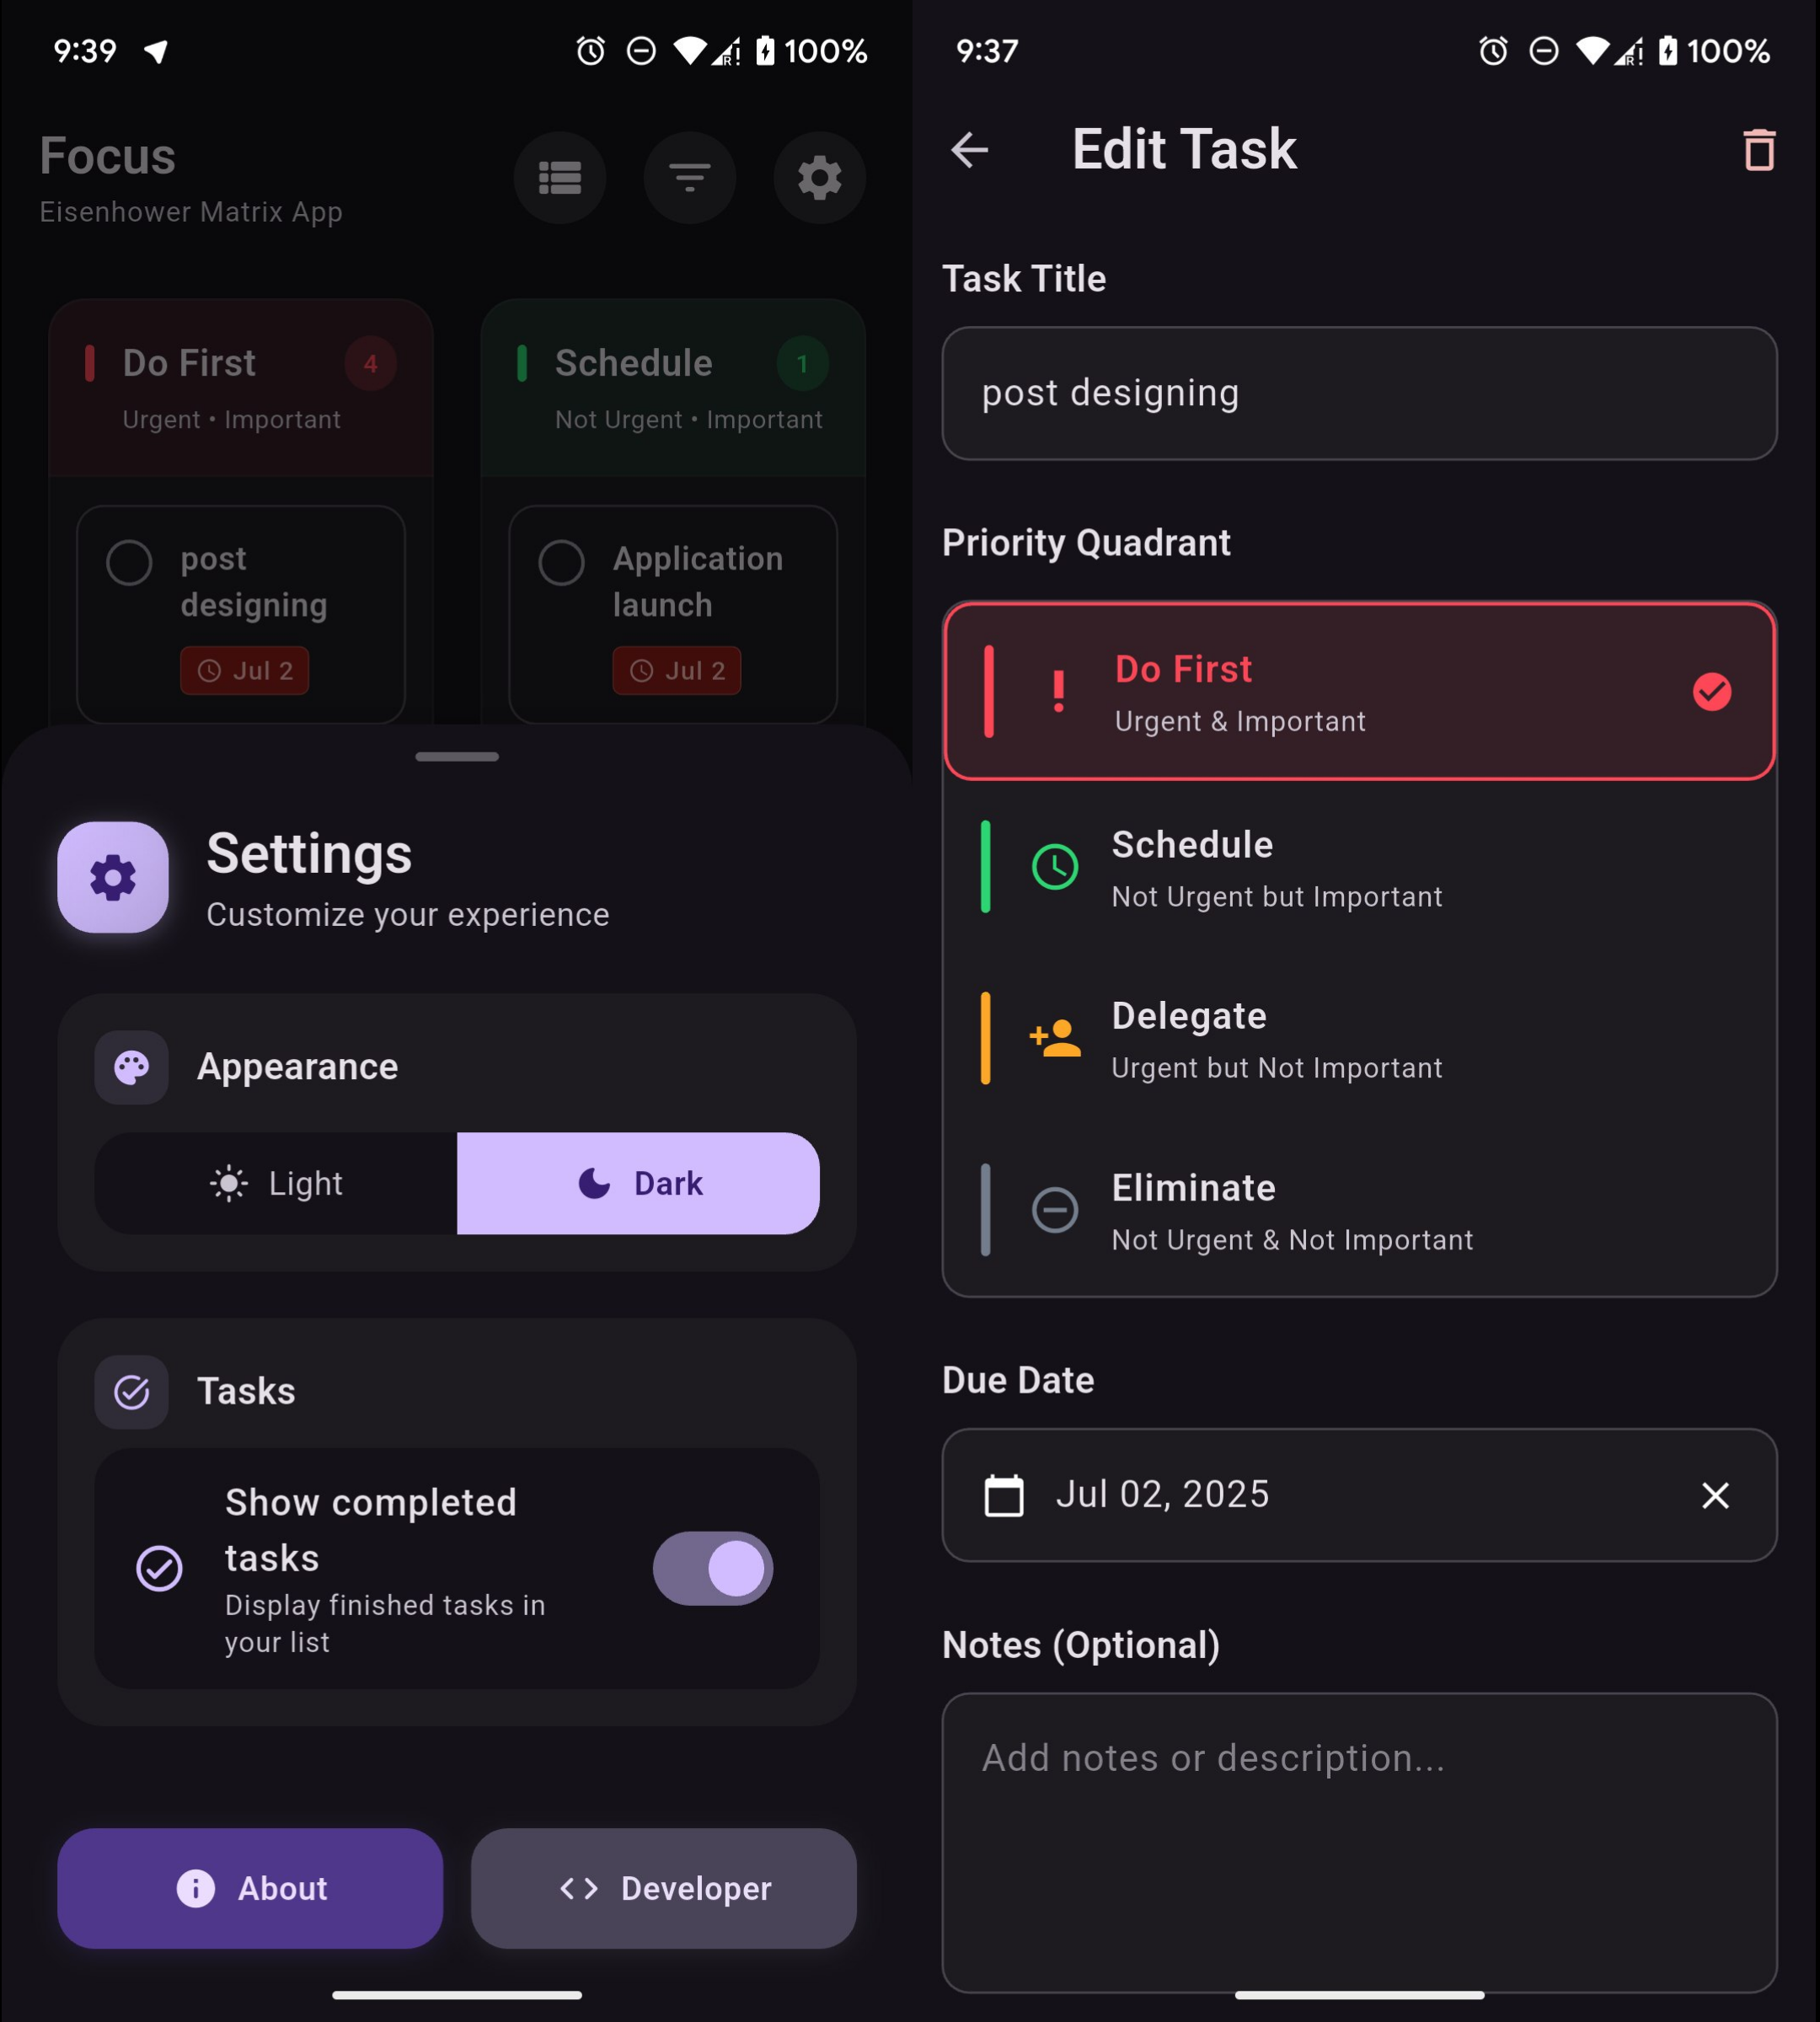 9:39
100%
Focus
Eisenhower Matrix App
Do First
4
Urgent • Important
Schedule
1
Not Urgent • Important
post
designing
Jul 2
Application
launch
Jul 2
Settings
Customize your experience
Appearance
Light
Dark
Tasks
Show completed
tasks
Display finished tasks in
your list
About
Developer
9:37
100%
Edit Task
Task Title
post designing
Priority Quadrant
Do First
Urgent & Important
Schedule
Not Urgent but Important
Delegate
Urgent but Not Important
Eliminate
Not Urgent & Not Important
Due Date
Jul 02, 2025
Notes (Optional)
Add notes or description...